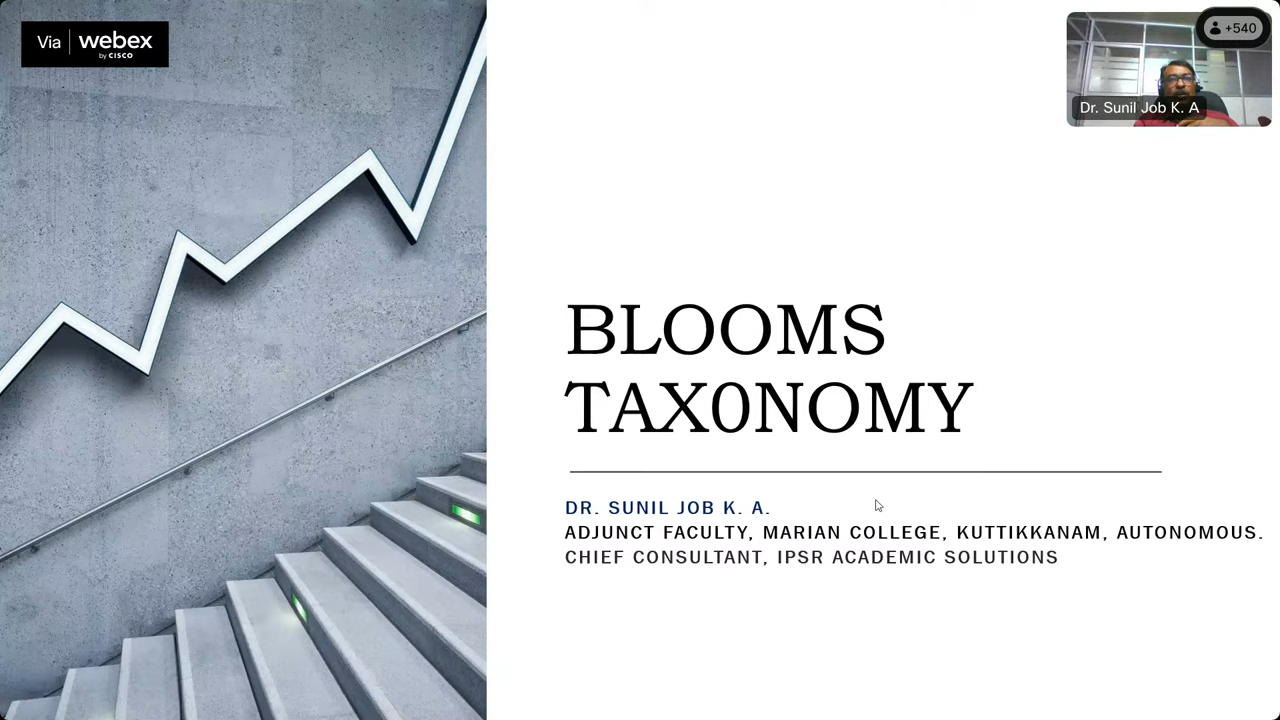 Via webex
by CISCO
+540
Dr. Sunil Job K. A
BLOOMS
TAX0NOMY
DR. SUNIL JOB K. A.
ADJUNCT FACULTY, MARIAN COLLEGE, KUTTIKKANAM, AUTONOMOUS.
CHIEF CONSULTANT, IPSR ACADEMIC SOLUTIONS